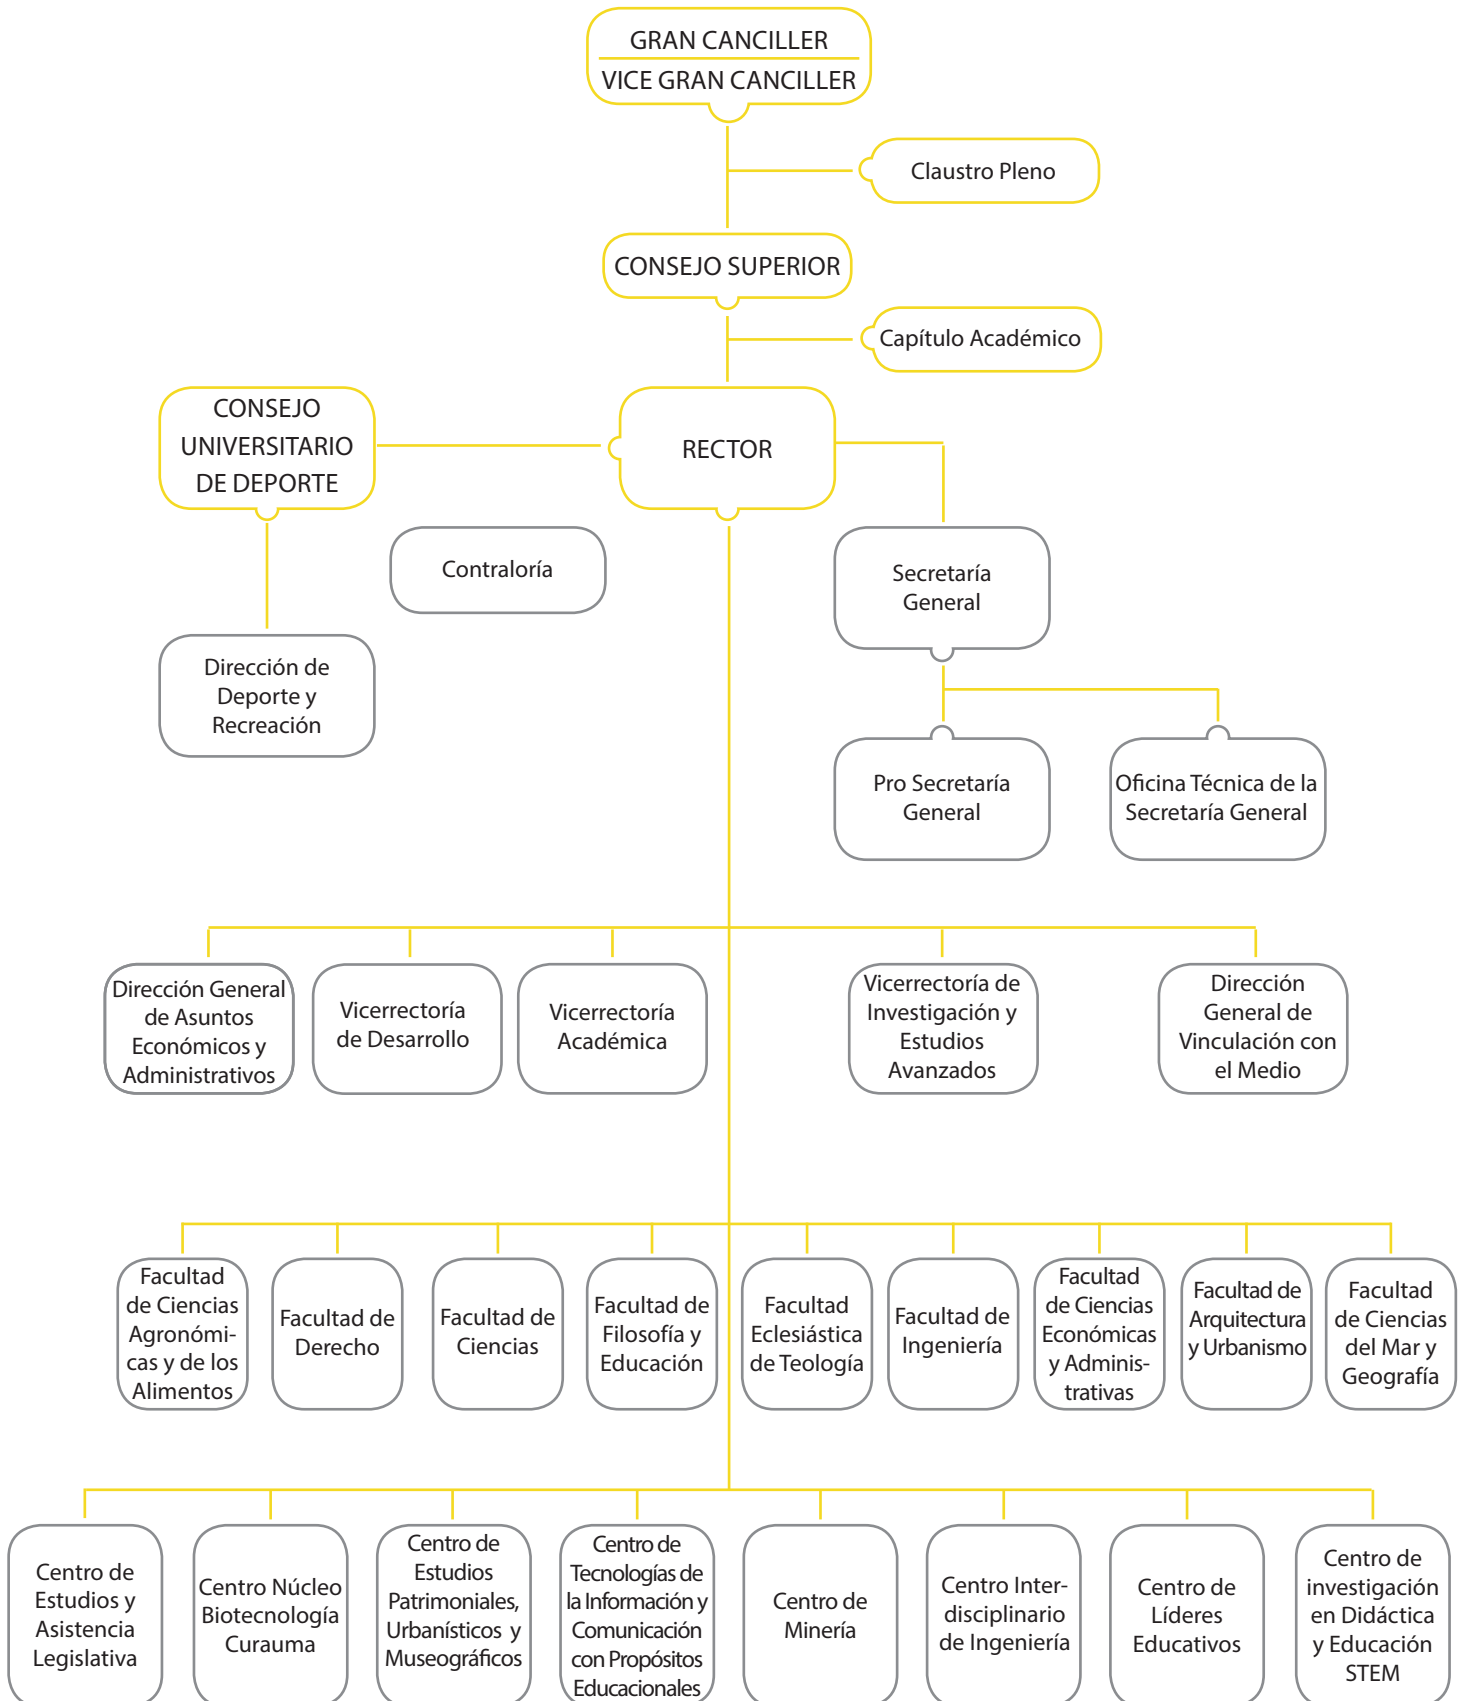 GRAN CANCILLER
VICE GRAN CANCILLER
Claustro Pleno
CONSEJO SUPERIOR
Capítulo Académico
CONSEJO
UNIVERSITARIO
DE DEPORTE
RECTOR
Contraloría
Secretaría
General
Dirección de
Deporte y
Recreación
Pro Secretaría
General
Oficina Técnica de la
Secretaría General
Dirección General
de Asuntos
Económicos y
Administrativos
Vicerrectoría
de Desarrollo
Vicerrectoría
Académica
Vicerrectoría de
Investigación y
Estudios
Avanzados
Dirección
General de
Vinculación con
el Medio
Facultad
de Ciencias
Agronómi-
cas y de los
Alimentos
Facultad de
Derecho
Facultad de
Ciencias
Facultad de
Filosofía y
Educación
Facultad
Eclesiástica
de Teología
Facultad de
Ingeniería
Facultad
de Ciencias
Económicas
y Adminis-
trativas
Facultad de
Arquitectura
y Urbanismo
Facultad
de Ciencias
del Mar y
Geografía
Centro de
Estudios y
Asistencia
Legislativa
Centro Núcleo
Biotecnología
Curauma
Centro de
Estudios
Patrimoniales,
Urbanísticos y
Museográficos
Centro de
Tecnologías de
la Información y
Comunicación
con Propósitos
Educacionales
Centro de
Minería
Centro Inter-
disciplinario
de Ingeniería
Centro de
Líderes
Educativos
Centro de
investigación
en Didáctica
y Educación
STEM